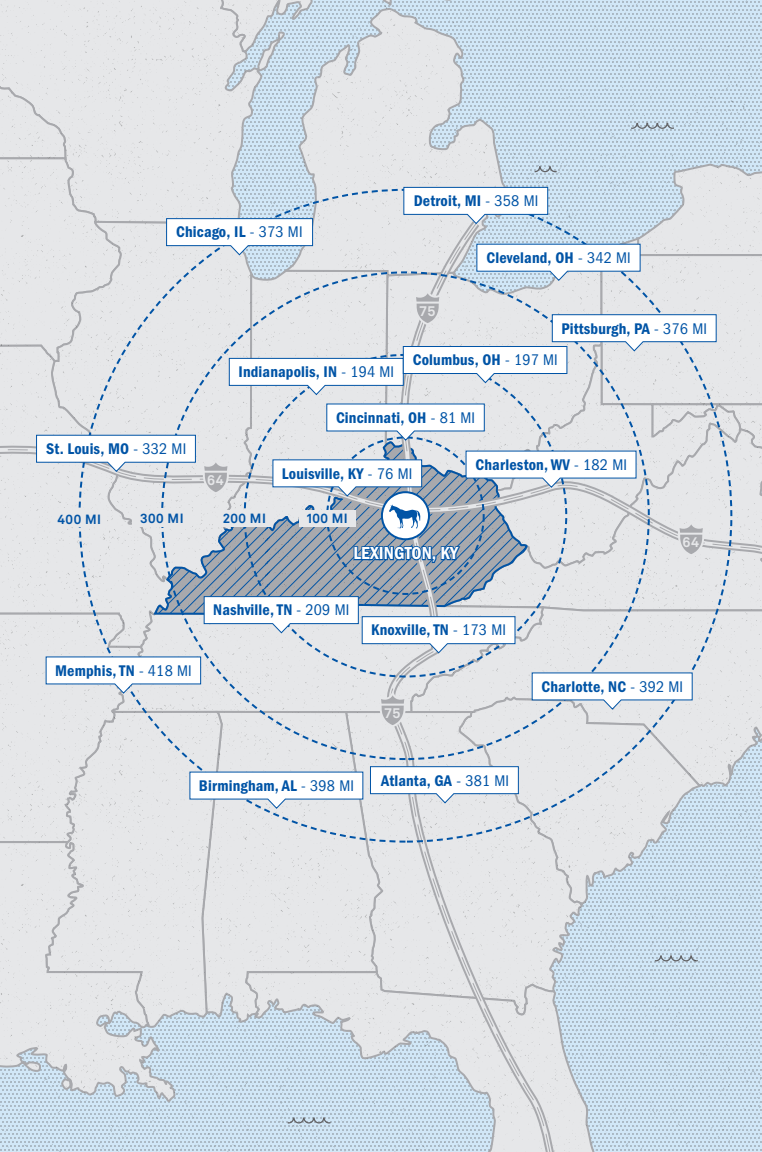 Detroit, MI - 358 MI
Chicago, IL - 373 MI
Cleveland, OH - 342 MI
75
Pittsburgh, PA - 376 MI
Columbus, OH - 197 MI
Indianapolis, IN - 194 MI
Cincinnati, OH - 81 MI
St. Louis, MO - 332 MI
Charleston, WV - 182 MI
Louisville, KY - 76 MI
64
400 MI
300 MI
200 MI
100 MI
64
LEXINGTON, KY
Nashville, TN - 209 MI
Knoxville, TN - 173 MI
Memphis, TN - 418 MI
Charlotte, NC - 392 MI
75
Birmingham, AL - 398 MI
Atlanta, GA - 381 MI